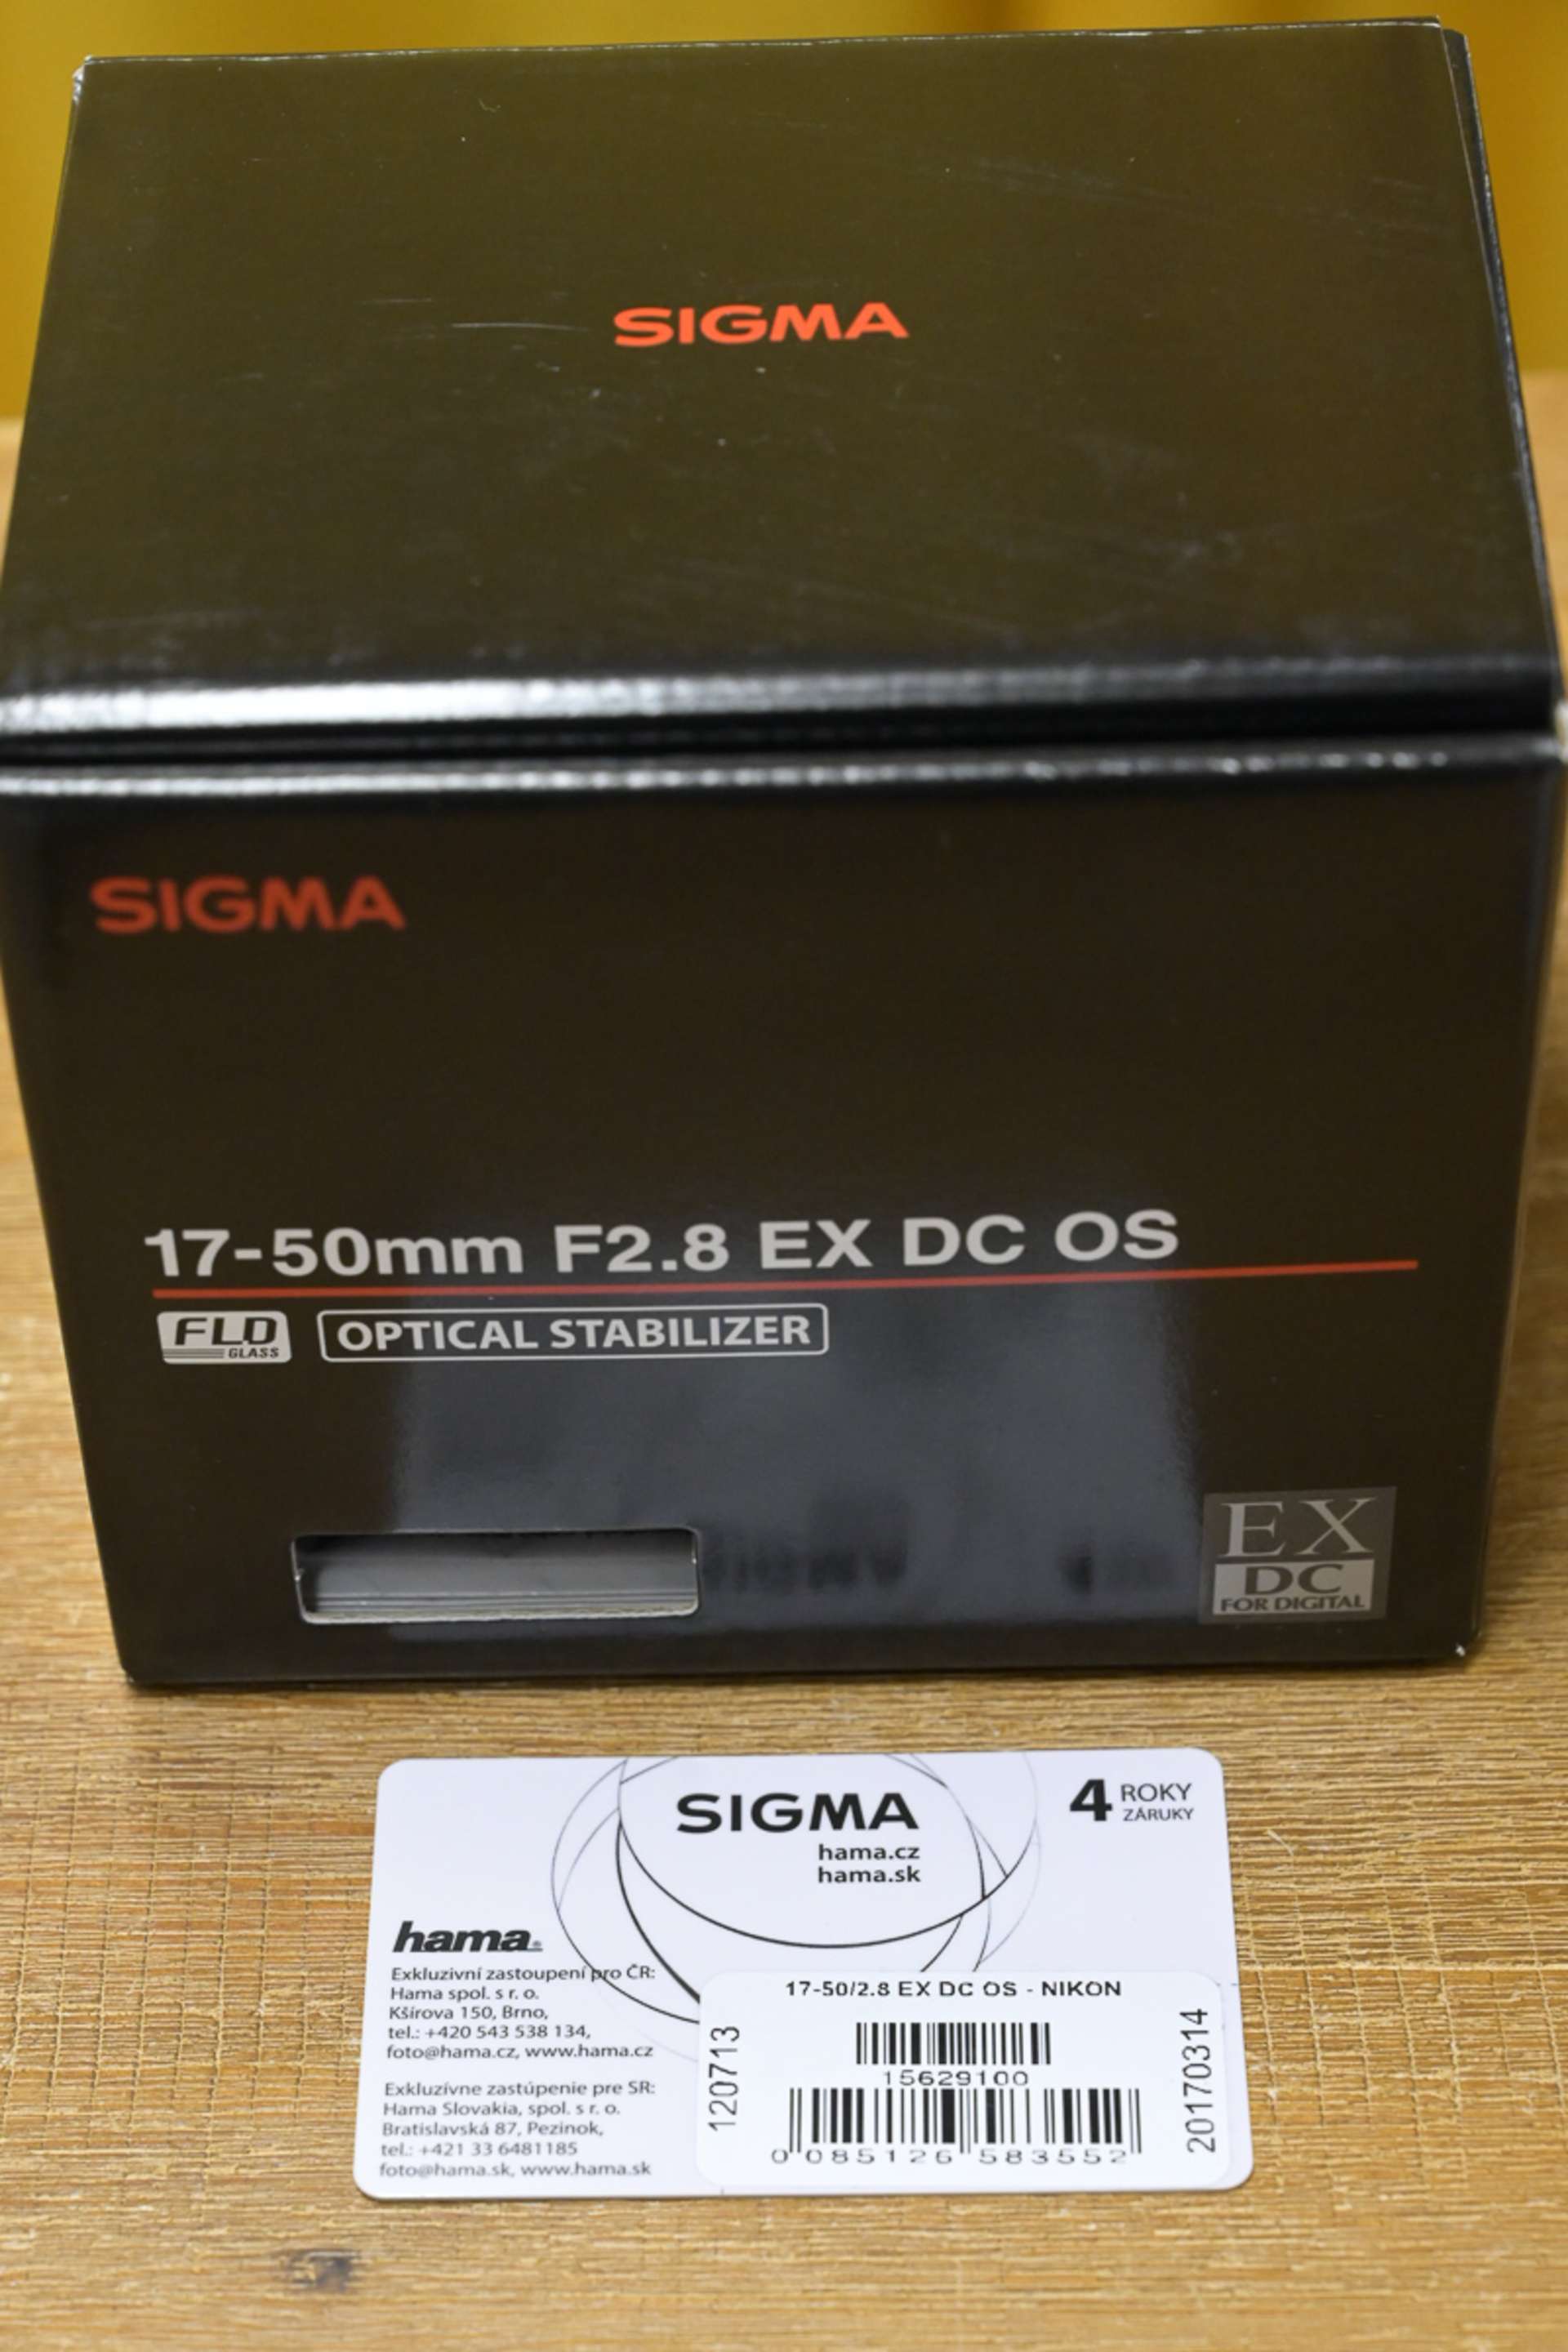 SIGMA
SIGMA
17-50mm F2.8 EX DC OS
FLD
GLASS
OPTICAL STABILIZER
EX
DC
FOR DIGITAL
SIGMA
hama.cz
hama.sk
4 ROKY
ZÁRUKY
hama®
Exkluzivní zastoupení pro ČR:
Hama spol. s r. o.
Kšírova 150, Brno,
tel.: +420 543 538 134,
foto@hama.cz, www.hama.cz
Exkluzívne zastúpenie pre SR:
Hama Slovakia, spol. s r. o.
Bratislavská 87, Pezinok,
tel.: +421 33 6481185
foto@hama.sk, www.hama.sk
17-50/2.8 EX DC OS - NIKON
120713
15629100
0 085126 583552
20170314